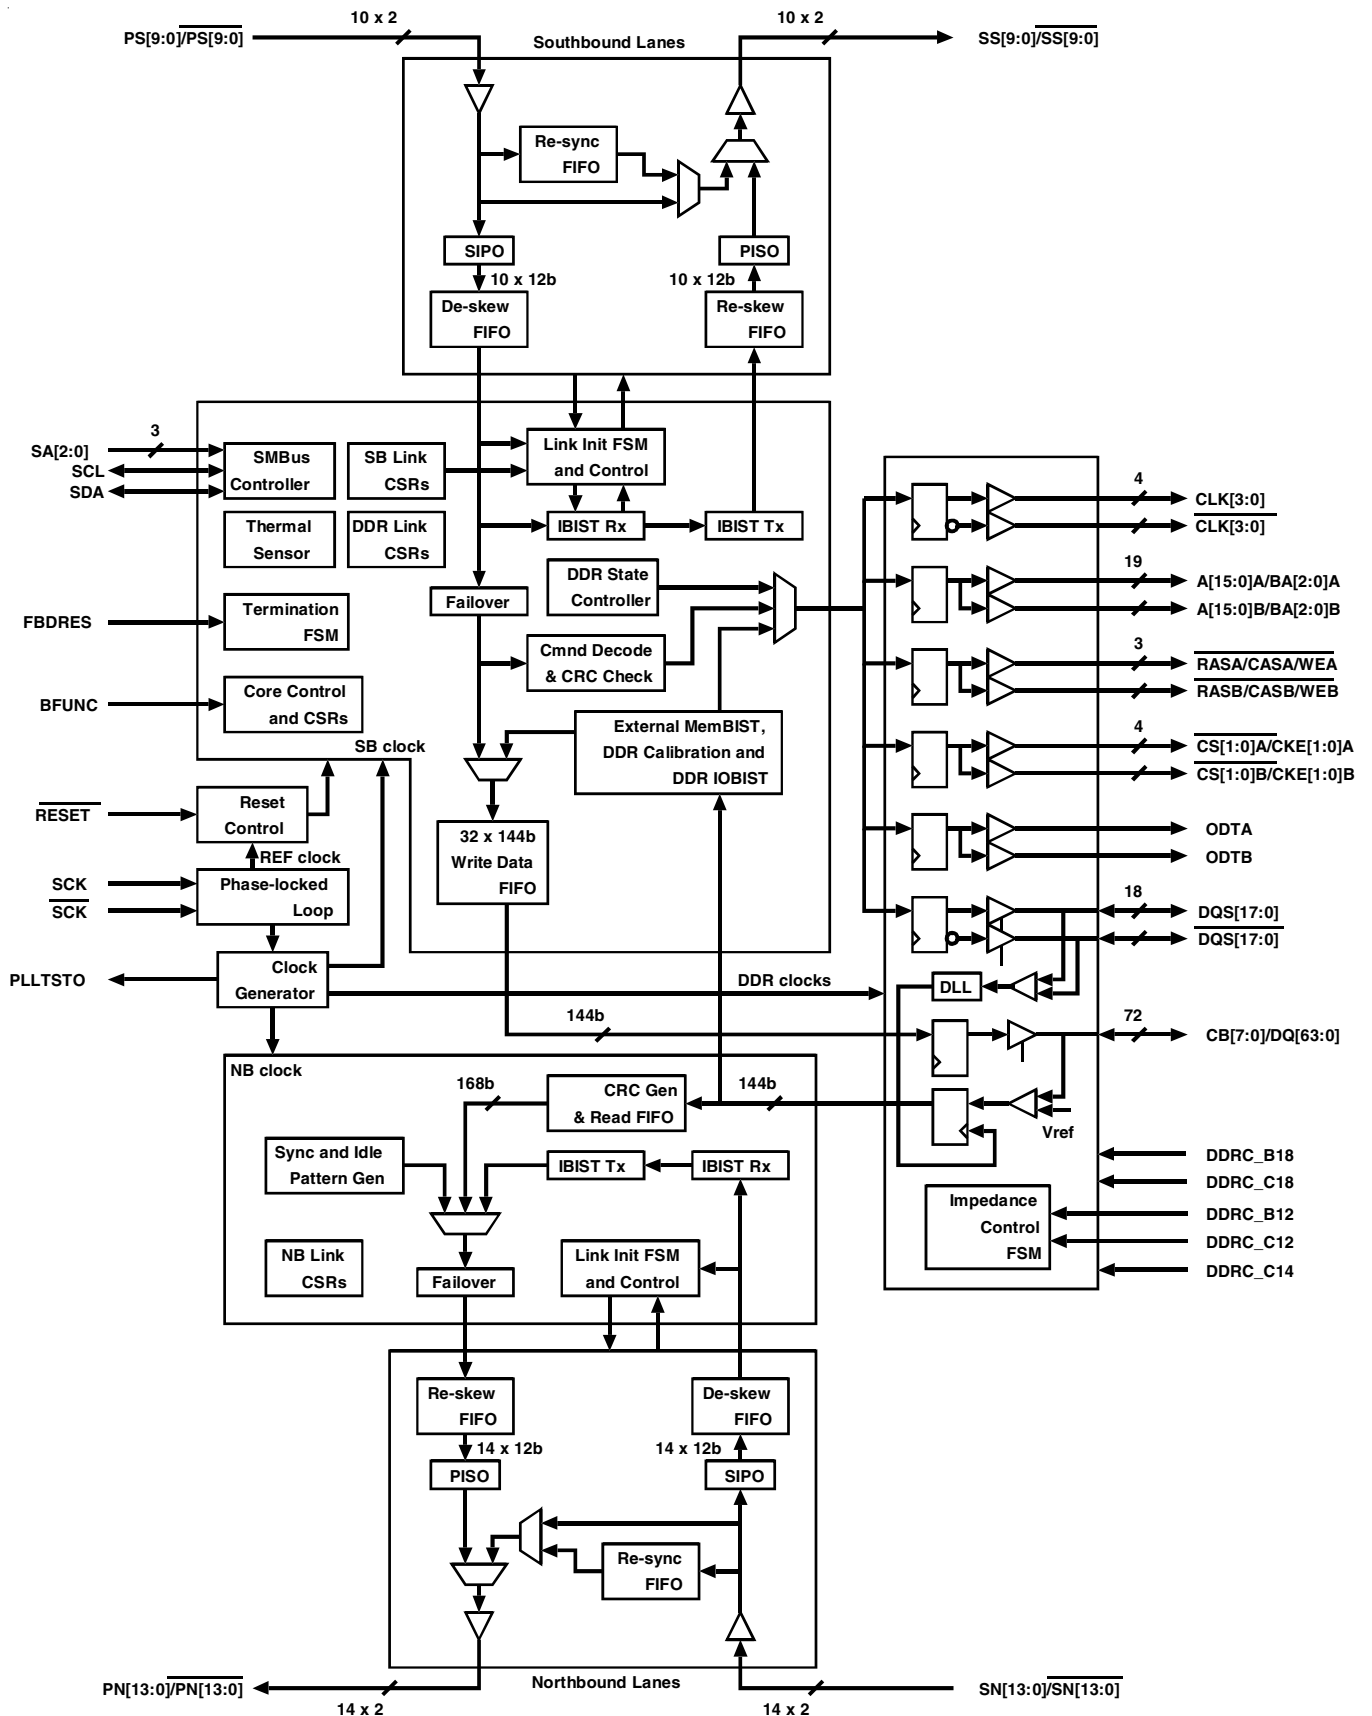 10 x 2
10 x 2
PS[9:0]/PS[9:0]
Southbound Lanes
SS[9:0]/SS[9:0]
Re-sync
FIFO
SIPO
PISO
10 x 12b
10 x 12b
De-skew
FIFO
Re-skew
FIFO
SA[2:0]
3
SCL
SDA
SMBus
Controller
SB Link
CSRs
Link Init FSM
and Control
Thermal
Sensor
DDR Link
CSRs
IBIST Rx
IBIST Tx
4
CLK[3:0]
CLK[3:0]
DDR State
Controller
Failover
19
A[15:0]A/BA[2:0]A
A[15:0]B/BA[2:0]B
FBDRES
Termination
FSM
Cmnd Decode
& CRC Check
3
RASA/CASA/WEA
RASB/CASB/WEB
BFUNC
Core Control
and CSRs
SB clock
External MemBIST,
DDR Calibration and
DDR IOBIST
4
CS[1:0]A/CKE[1:0]A
CS[1:0]B/CKE[1:0]B
RESET
Reset
Control
REF clock
32 x 144b
Write Data
FIFO
ODTA
ODTB
SCK
SCK
Phase-locked
Loop
18
DQS[17:0]
DQS[17:0]
PLLTSTO
Clock
Generator
DDR clocks
DLL
144b
72
CB[7:0]/DQ[63:0]
NB clock
168b
CRC Gen
& Read FIFO
144b
Vref
Sync and Idle
Pattern Gen
IBIST Tx
IBIST Rx
DDRC_B18
DDRC_C18
Impedance
Control
FSM
DDRC_B12
DDRC_C12
DDRC_C14
NB Link
CSRs
Failover
Link Init FSM
and Control
Re-skew
FIFO
De-skew
FIFO
14 x 12b
14 x 12b
PISO
SIPO
Re-sync
FIFO
PN[13:0]/PN[13:0]
Northbound Lanes
SN[13:0]/SN[13:0]
14 x 2
14 x 2